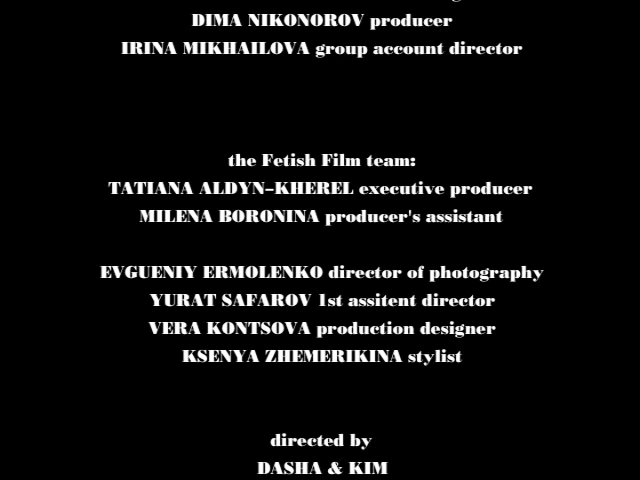 DIMA NIKONOROV producer
IRINA MIKHAILOVA group account director
the Fetish Film team:
TATIANA ALDYN-KHEREL executive producer
MILENA BORONINA producer's assistant
EVGUENIY ERMOLENKO director of photography
YURAT SAFAROV 1st assitent director
VERA KONTSOVA production designer
KSENYA ZHEMERIKINA stylist
directed by
DASHA & KIM